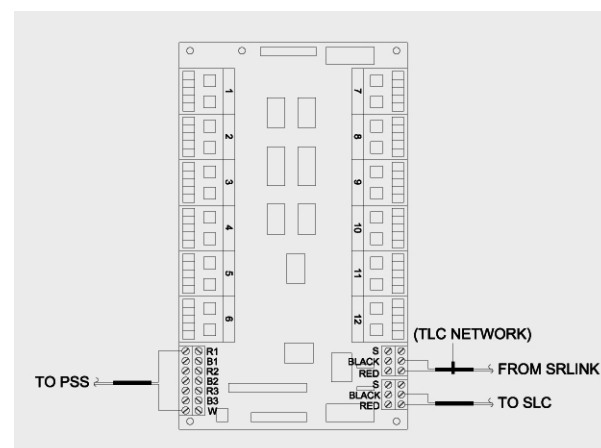 1
2
3
4
5
6
7
8
9
10
11
12
R1
B1
R2
B2
R3
B3
W
TO PSS
S
BLACK
RED
S
BLACK
RED
(TLC NETWORK)
FROM SRLINK
TO SLC